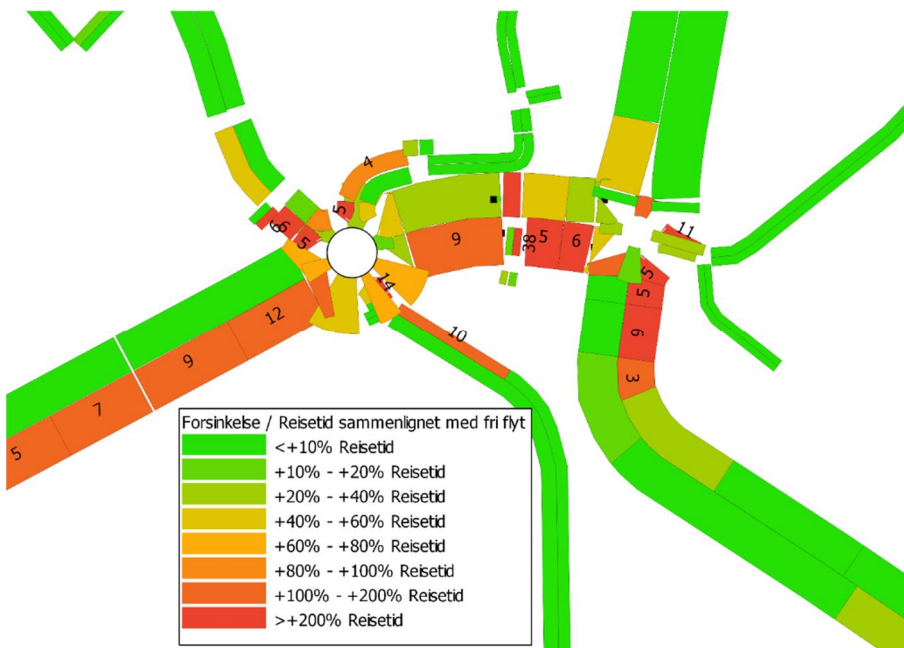 4
5
6
6
5
9
38
5
6
11
5
5
6
3
14
10
12
9
7
5
Forsinkelse / Reisetid sammenlignet med fri flyt
<+10% Reisetid
+10% - +20% Reisetid
+20% - +40% Reisetid
+40% - +60% Reisetid
+60% - +80% Reisetid
+80% - +100% Reisetid
+100% - +200% Reisetid
>+200% Reisetid